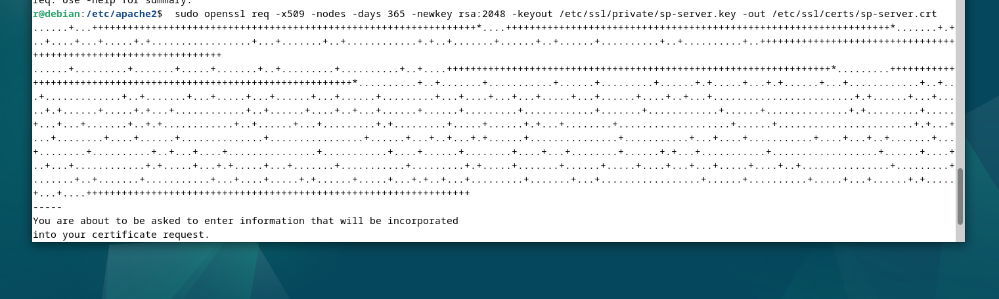 req: Use -help for summary.
r@debian:/etc/apache2$  sudo openssl req -x509 -nodes -days 365 -newkey rsa:2048 -keyout /etc/ssl/private/sp-server.key -out /etc/ssl/certs/sp-server.crt
-----
You are about to be asked to enter information that will be incorporated
into your certificate request.